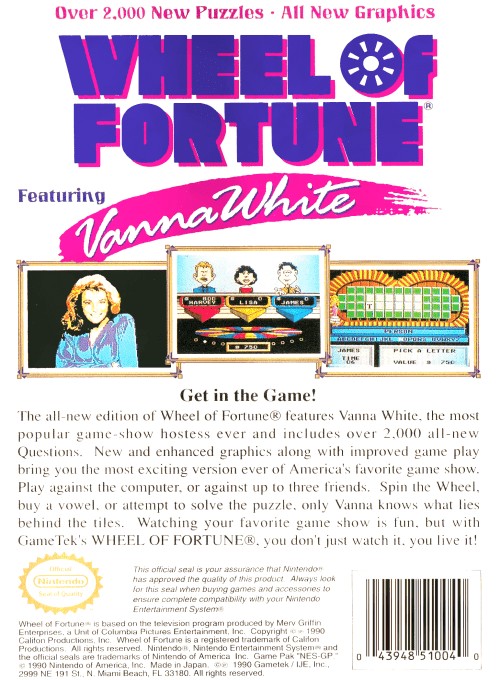 Over 2,000 New Puzzles · All New Graphics
WHEEL OF
FORTUNE®
Featuring
Vanna White
BOB
HARVEY
LISA
JAMES
$ 750
T
PERSON
JAMES
PICK A LETTER
TIME
06
VALUE $ 750
Get in the Game!
The all-new edition of Wheel of Fortune® features Vanna White, the most
popular game-show hostess ever and includes over 2,000 all-new
Questions. New and enhanced graphics along with improved game play
bring you the most exciting version ever of America's favorite game show.
Play against the computer, or against up to three friends. Spin the Wheel,
buy a vowel, or attempt to solve the puzzle, only Vanna knows what lies
behind the tiles. Watching your favorite game show is fun, but with
GameTek's WHEEL OF FORTUNE®, you don't just watch it, you live it!
Official
Nintendo
Seal of Quality
This official seal is your assurance that Nintendo®
has approved the quality of this product. Always look
for this seal when buying games and accessories to
ensure complete compatibility with your Nintendo
Entertainment System®
Wheel of Fortune® is based on the television program produced by Merv Griffin
Enterprises, a Unit of Columbia Pictures Entertainment, Inc. Copyright © 1990
Califon Productions, Inc. Wheel of Fortune is a registered trademark of Califon
Productions. All rights reserved. Nintendo®, Nintendo Entertainment System® and
the official seals are trademarks of Nintendo of America, Inc. Game Pak "NES-GP."
© 1990 Nintendo of America, Inc. Made in Japan. © 1990 Gametek / IJE, Inc.,
2999 NE 191 St., N. Miami Beach, FL 33180. All rights reserved.
0 43948 51004 0